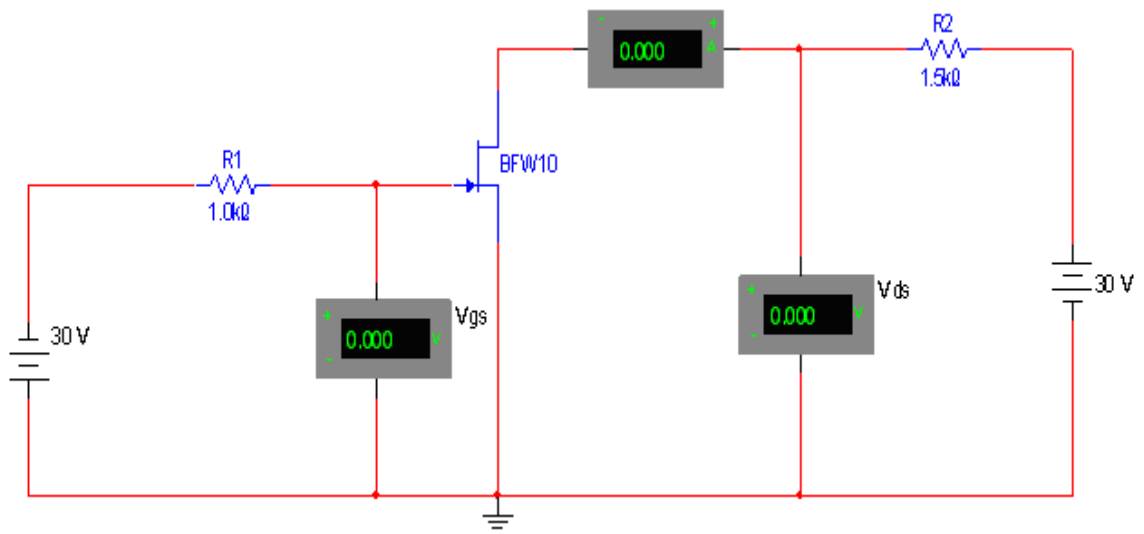 - +
0.000 A
R2
1.5kΩ
BFW10
R1
1.0kΩ
30 V
+
0.000 V
-
Vgs
+
0.000 V
-
Vds
30 V